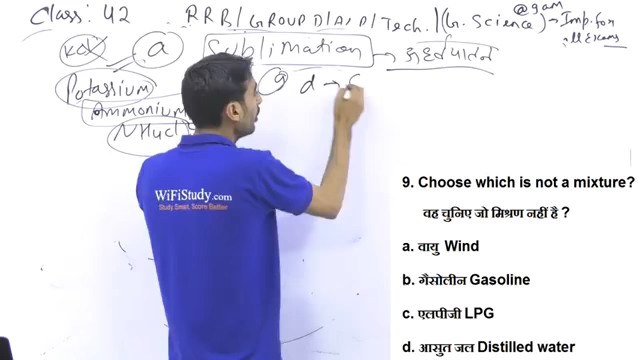 Class: 42 RRB/ GROUP D/ALP/ Tech. (G. Science) → Imp. for
@9am
all Exams
a Sublimation → ऊर्ध्वपातन
Potassium
9 d →
Ammonium
NH4Cl
WiFiStudy.com
Study Smart, Score Better
9. Choose which is not a mixture?
वह चुनिए जो मिश्रण नहीं है ?
a. वायु Wind
b. गैसोलीन Gasoline
c. एलपीजी LPG
d. आसुत जल Distilled water